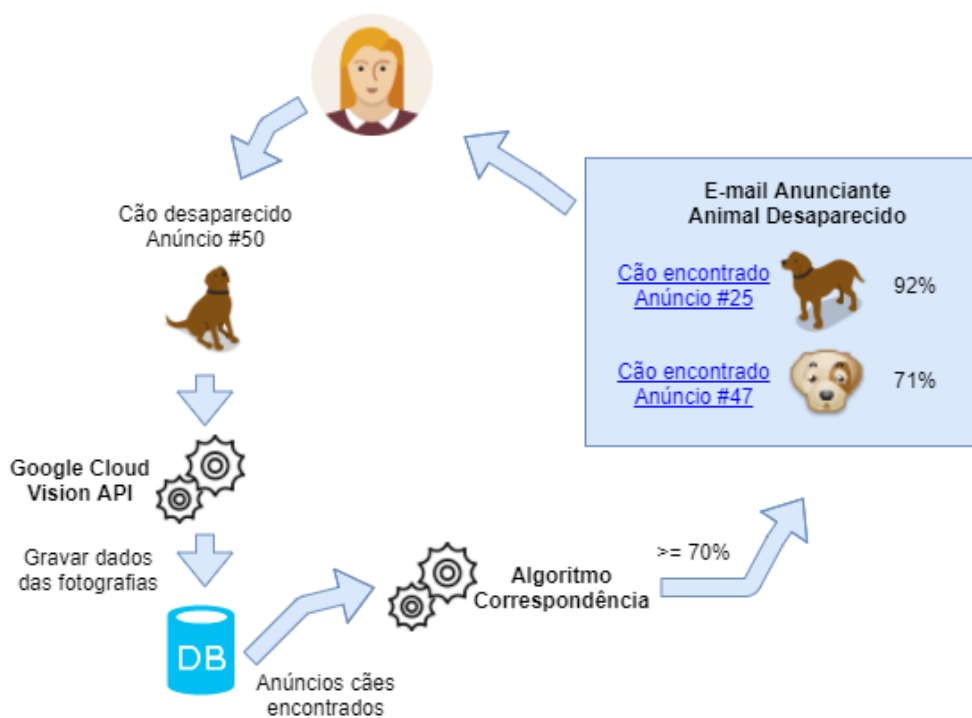 Cão desaparecido
Anúncio #50
Google Cloud
Vision API
Gravar dados
das fotografias
DB
Anúncios cães
encontrados
Algoritmo
Correspondência
>= 70%
E-mail Anunciante
Animal Desaparecido
Cão encontrado
Anúncio #25
92%
Cão encontrado
Anúncio #47
71%